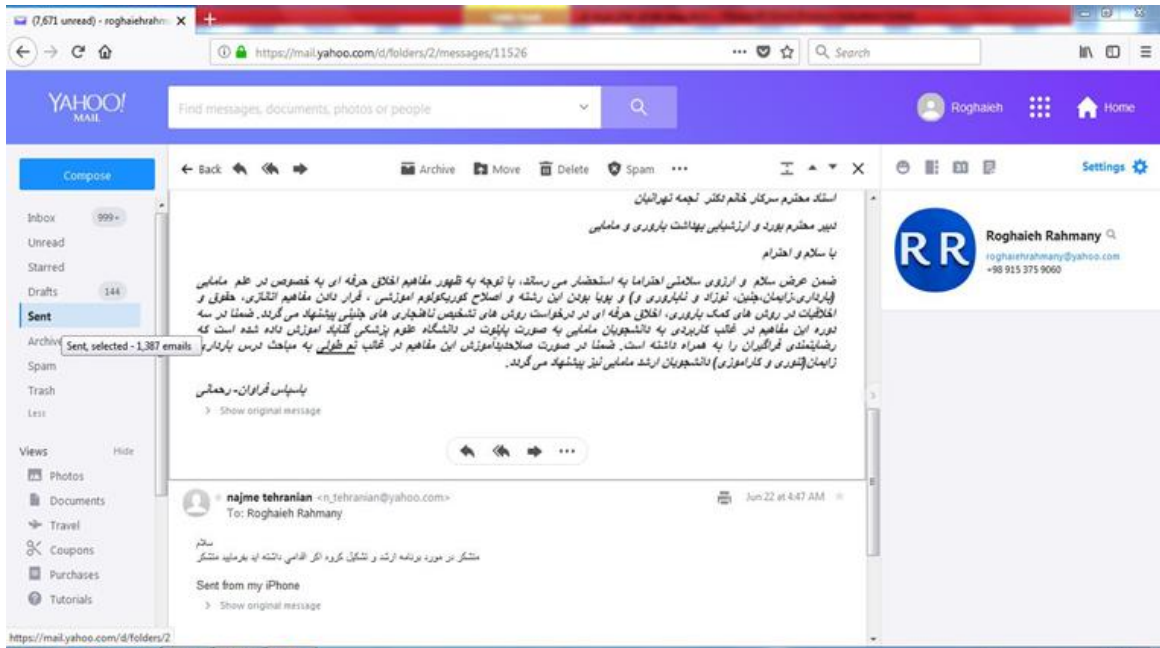 (7,671 unread) - roghaiehrahm
https://mail.yahoo.com/d/folders/2/messages/11526
Search
YAHOO!
MAIL
Find messages, documents, photos or people
Roghaieh
Home
Compose
Back
Archive
Move
Delete
Spam
Settings
Inbox
999+
Unread
Starred
Drafts
144
Sent
Archive
Sent, selected - 1,387 emails
Spam
Trash
Less
Views
Hide
Photos
Documents
Travel
Coupons
Purchases
Tutorials
استاد محترم سرکار خانم دکتر نجمه تهرانیان
دبیر محترم بورد و ارزشیابی بهداشت باروری و مامایی
با سلام و احترام
ضمن عرض سلام و ارزوی سلامتی احتراما به استحضار می رساند، با توجه به ظهور مفاهیم اخلاق حرفه ای به خصوص در علم مامایی
(بارداری،زایمان،جنین، نوزاد و ناباروری و) و پویا بودن این رشته و اصلاح کوریکولوم اموزشی ، قرار دادن مفاهیم اتانازی، حقوق و
اخلاقیات در روش های کمک باروری، اخلاق حرفه ای در درخواست روش های تشخیص ناهنجاری های جنینی پیشنهاد می گردد. ضمنا در سه
دوره این مفاهیم در غالب کاربردی به دانشجویان مامایی به صورت پایلوت در دانشگاه علوم پزشکی گناباد اموزش داده شده است که
رضایتمندی فراگیران را به همراه داشته است. ضمنا در صورت صلاحدیدآموزش این مفاهیم در غالب تم طولی به مباحث درس بارداری
زایمان(تئوری و کاراموزی) دانشجویان ارشد مامایی نیز پیشنهاد می گردد.
باسپاس فراوان- رحمانی
Show original message
najme tehranian <n_tehranian@yahoo.com>
Jun 22 at 4:47 AM
To: Roghaieh Rahmany
سلام
متشکر در مورد برنامه ارشد و تشکیل گروه اگر اقدامی داشته اید بفرمایید متشکر
Sent from my iPhone
Show original message
RR
Roghaieh Rahmany
roghaiehrahmany@yahoo.com
+98 915 375 9060
https://mail.yahoo.com/d/folders/2